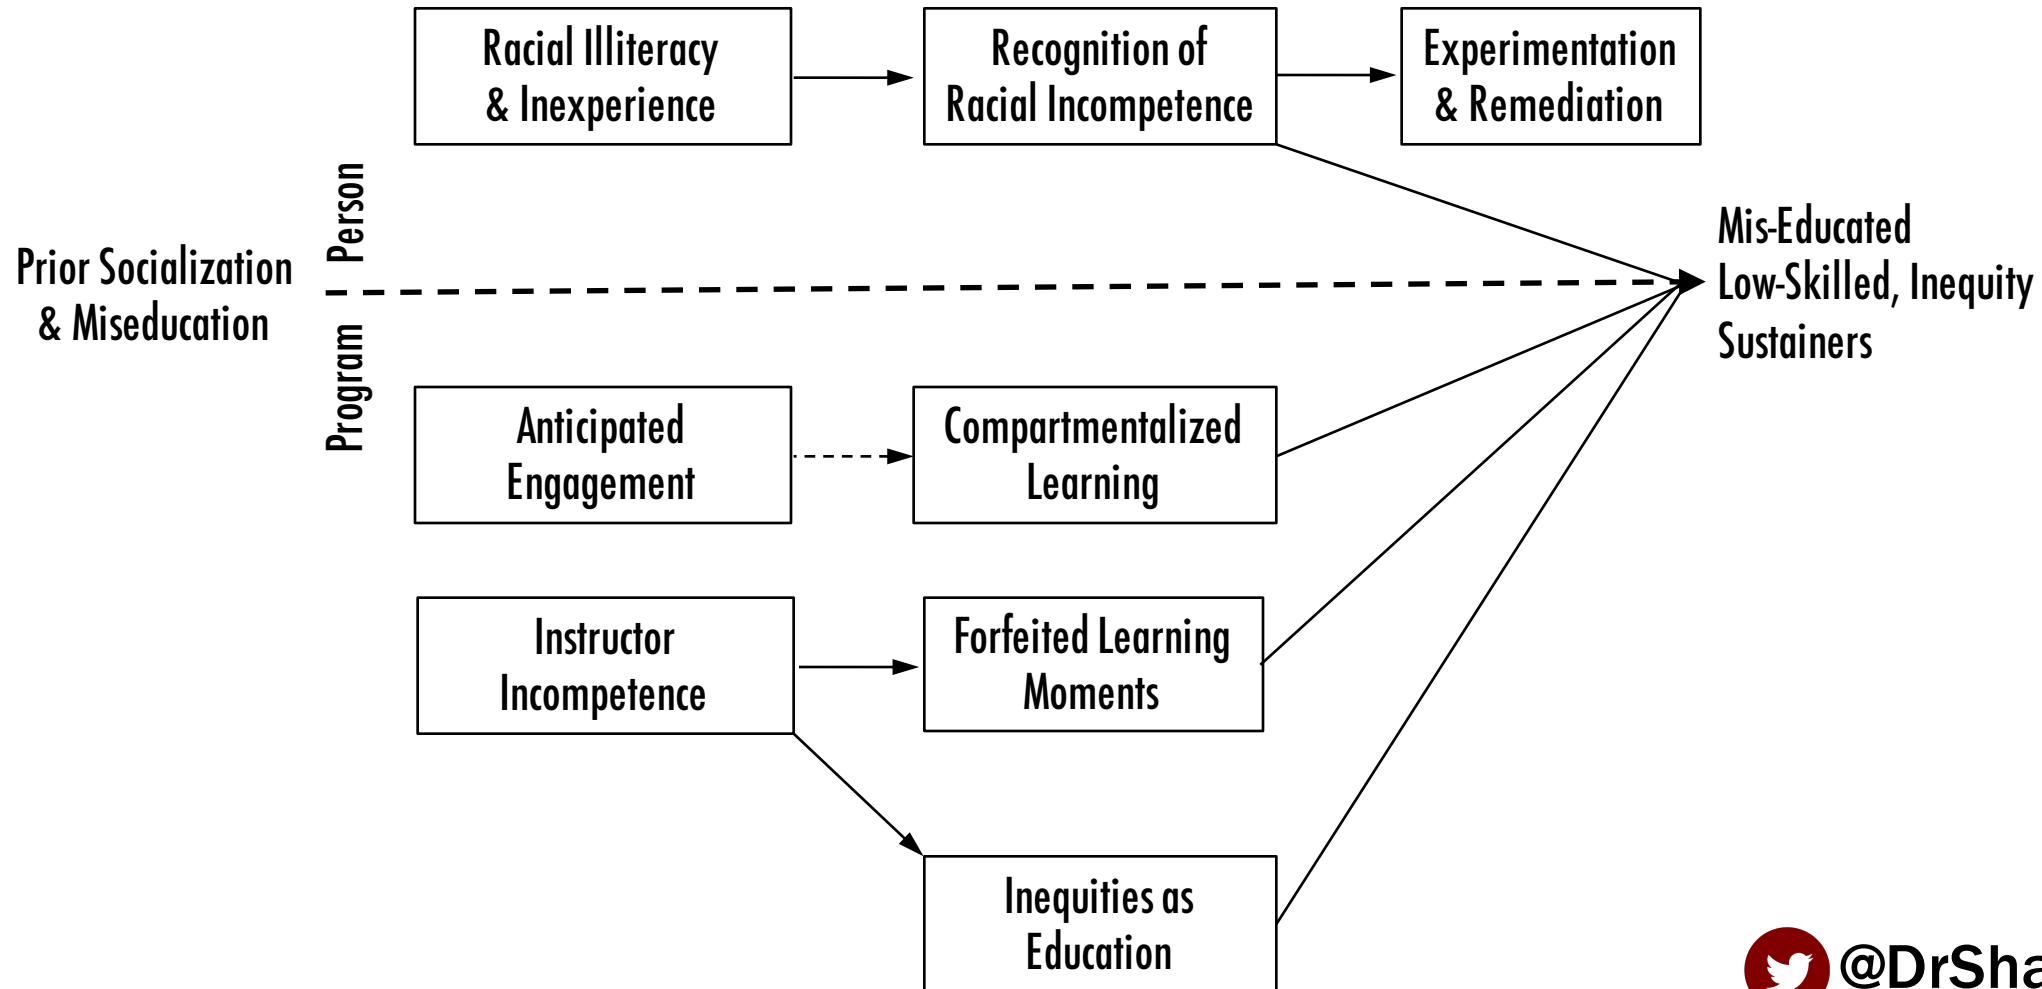 Racial Illiteracy
& Inexperience
Recognition of
Racial Incompetence
Experimentation
& Remediation
Person
Prior Socialization
& Miseducation
Mis-Educated
Low-Skilled, Inequity
Sustainers
Program
Anticipated
Engagement
Compartmentalized
Learning
Instructor
Incompetence
Forfeited Learning
Moments
Inequities as
Education
@DrSha